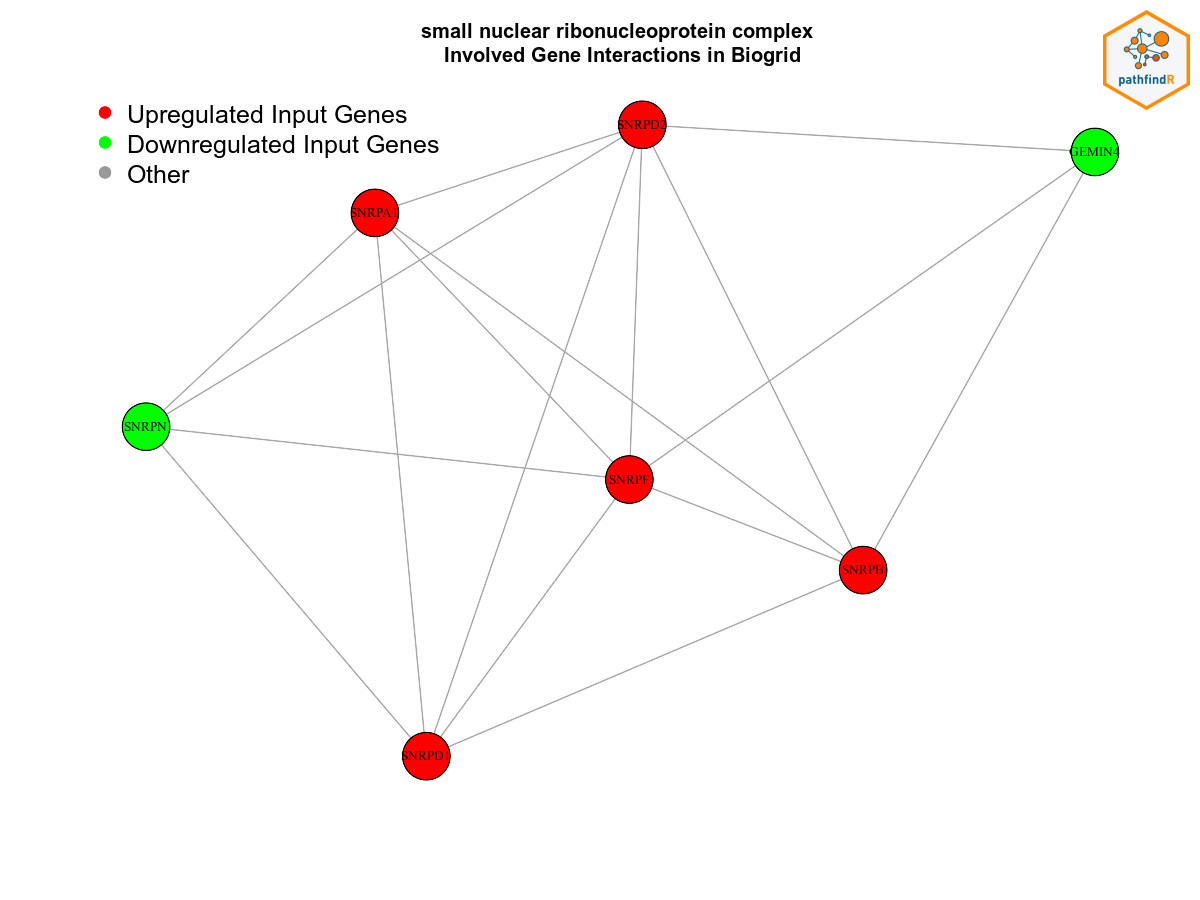 small nuclear ribonucleoprotein complex
Involved Gene Interactions in Biogrid
pathfindR
Upregulated Input Genes
Downregulated Input Genes
Other
SNRPD2
GEMIN4
SNRPA1
SNRPN
SNRPF
SNRPB
SNRPD1